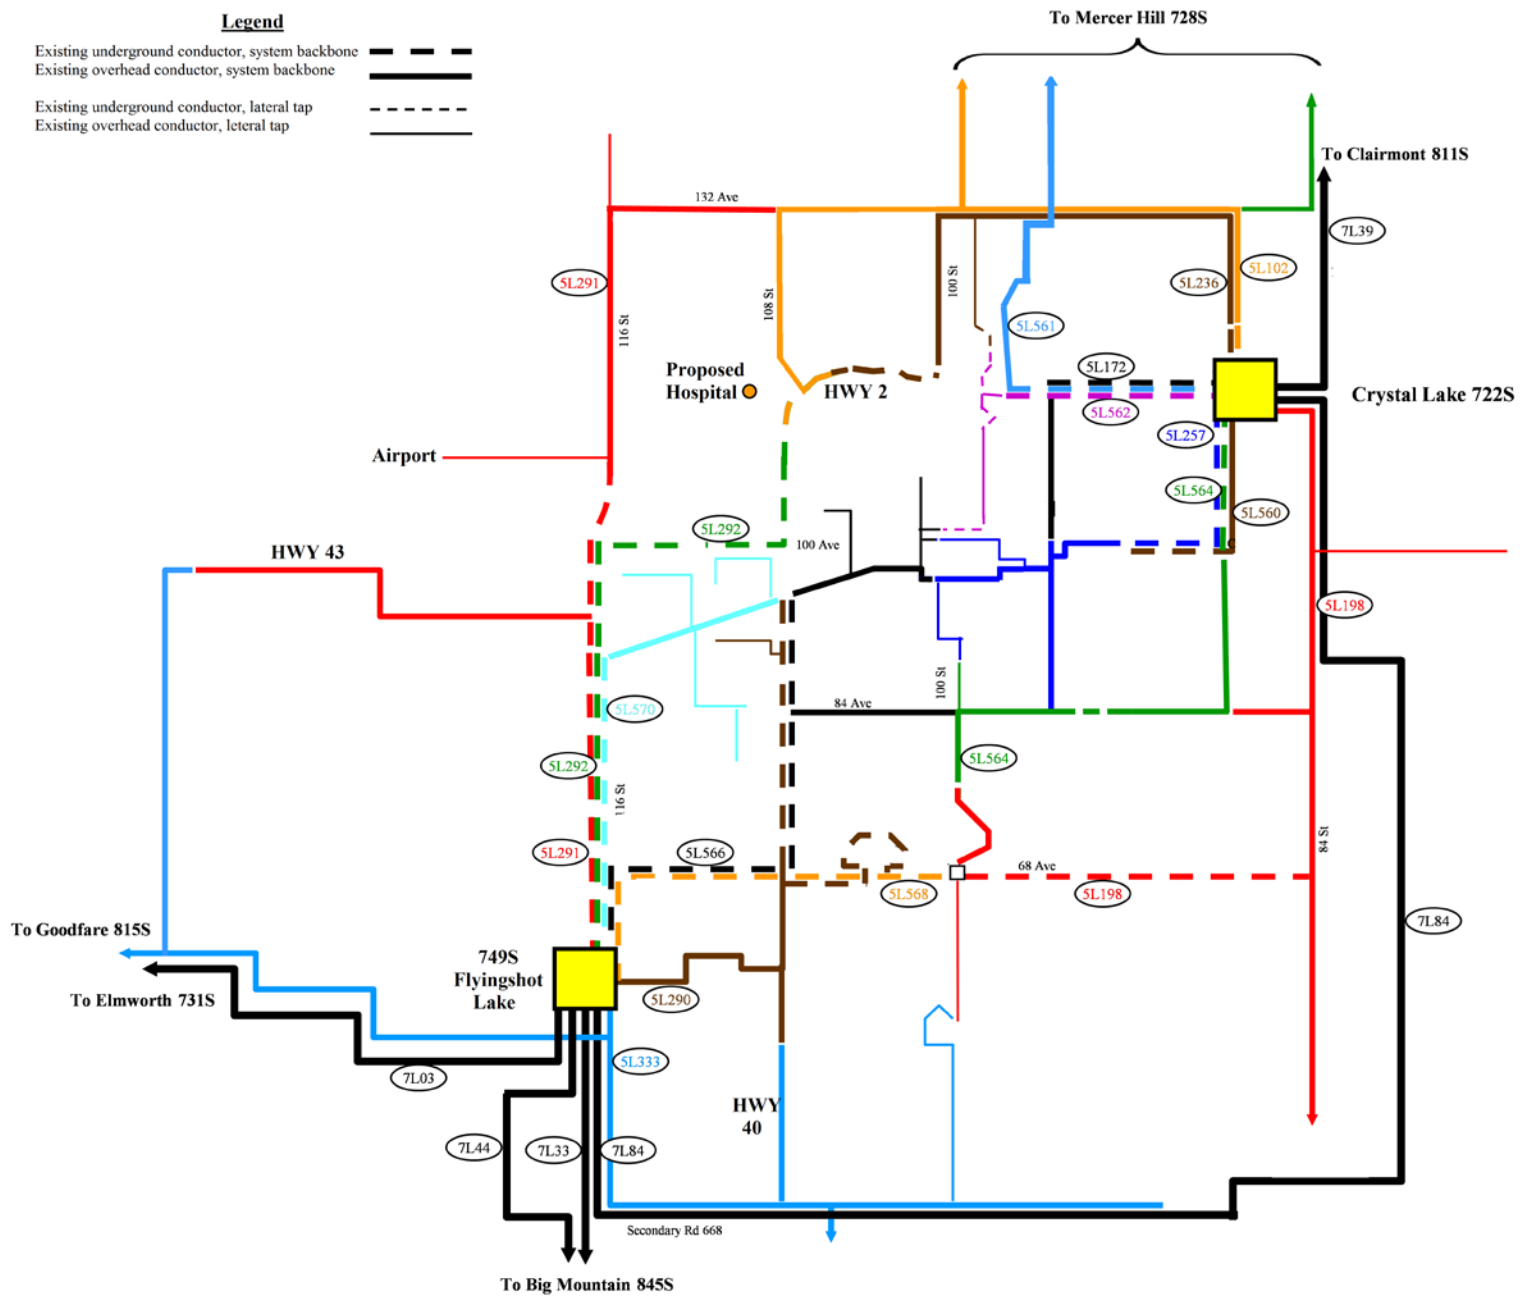 Legend
Existing underground conductor, system backbone
Existing overhead conductor, system backbone
Existing underground conductor, lateral tap
Existing overhead conductor, leteral tap
To Mercer Hill 728S
To Clairmont 811S
132 Ave
7L39
5L291
5L236
5L102
116 St
108 St
100 St
5L561
Proposed
Hospital
HWY 2
5L172
5L562
Crystal Lake 722S
5L257
Airport
5L564
5L560
5L292
100 Ave
HWY 43
5L198
100 St
84 Ave
5L570
5L292
5L564
116 St
84 St
5L291
5L566
68 Ave
5L568
5L198
7L84
To Goodfare 815S
749S
Flyingshot
Lake
To Elmworth 731S
5L290
5L333
7L03
HWY
40
7L44
7L33
7L84
Secondary Rd 668
To Big Mountain 845S